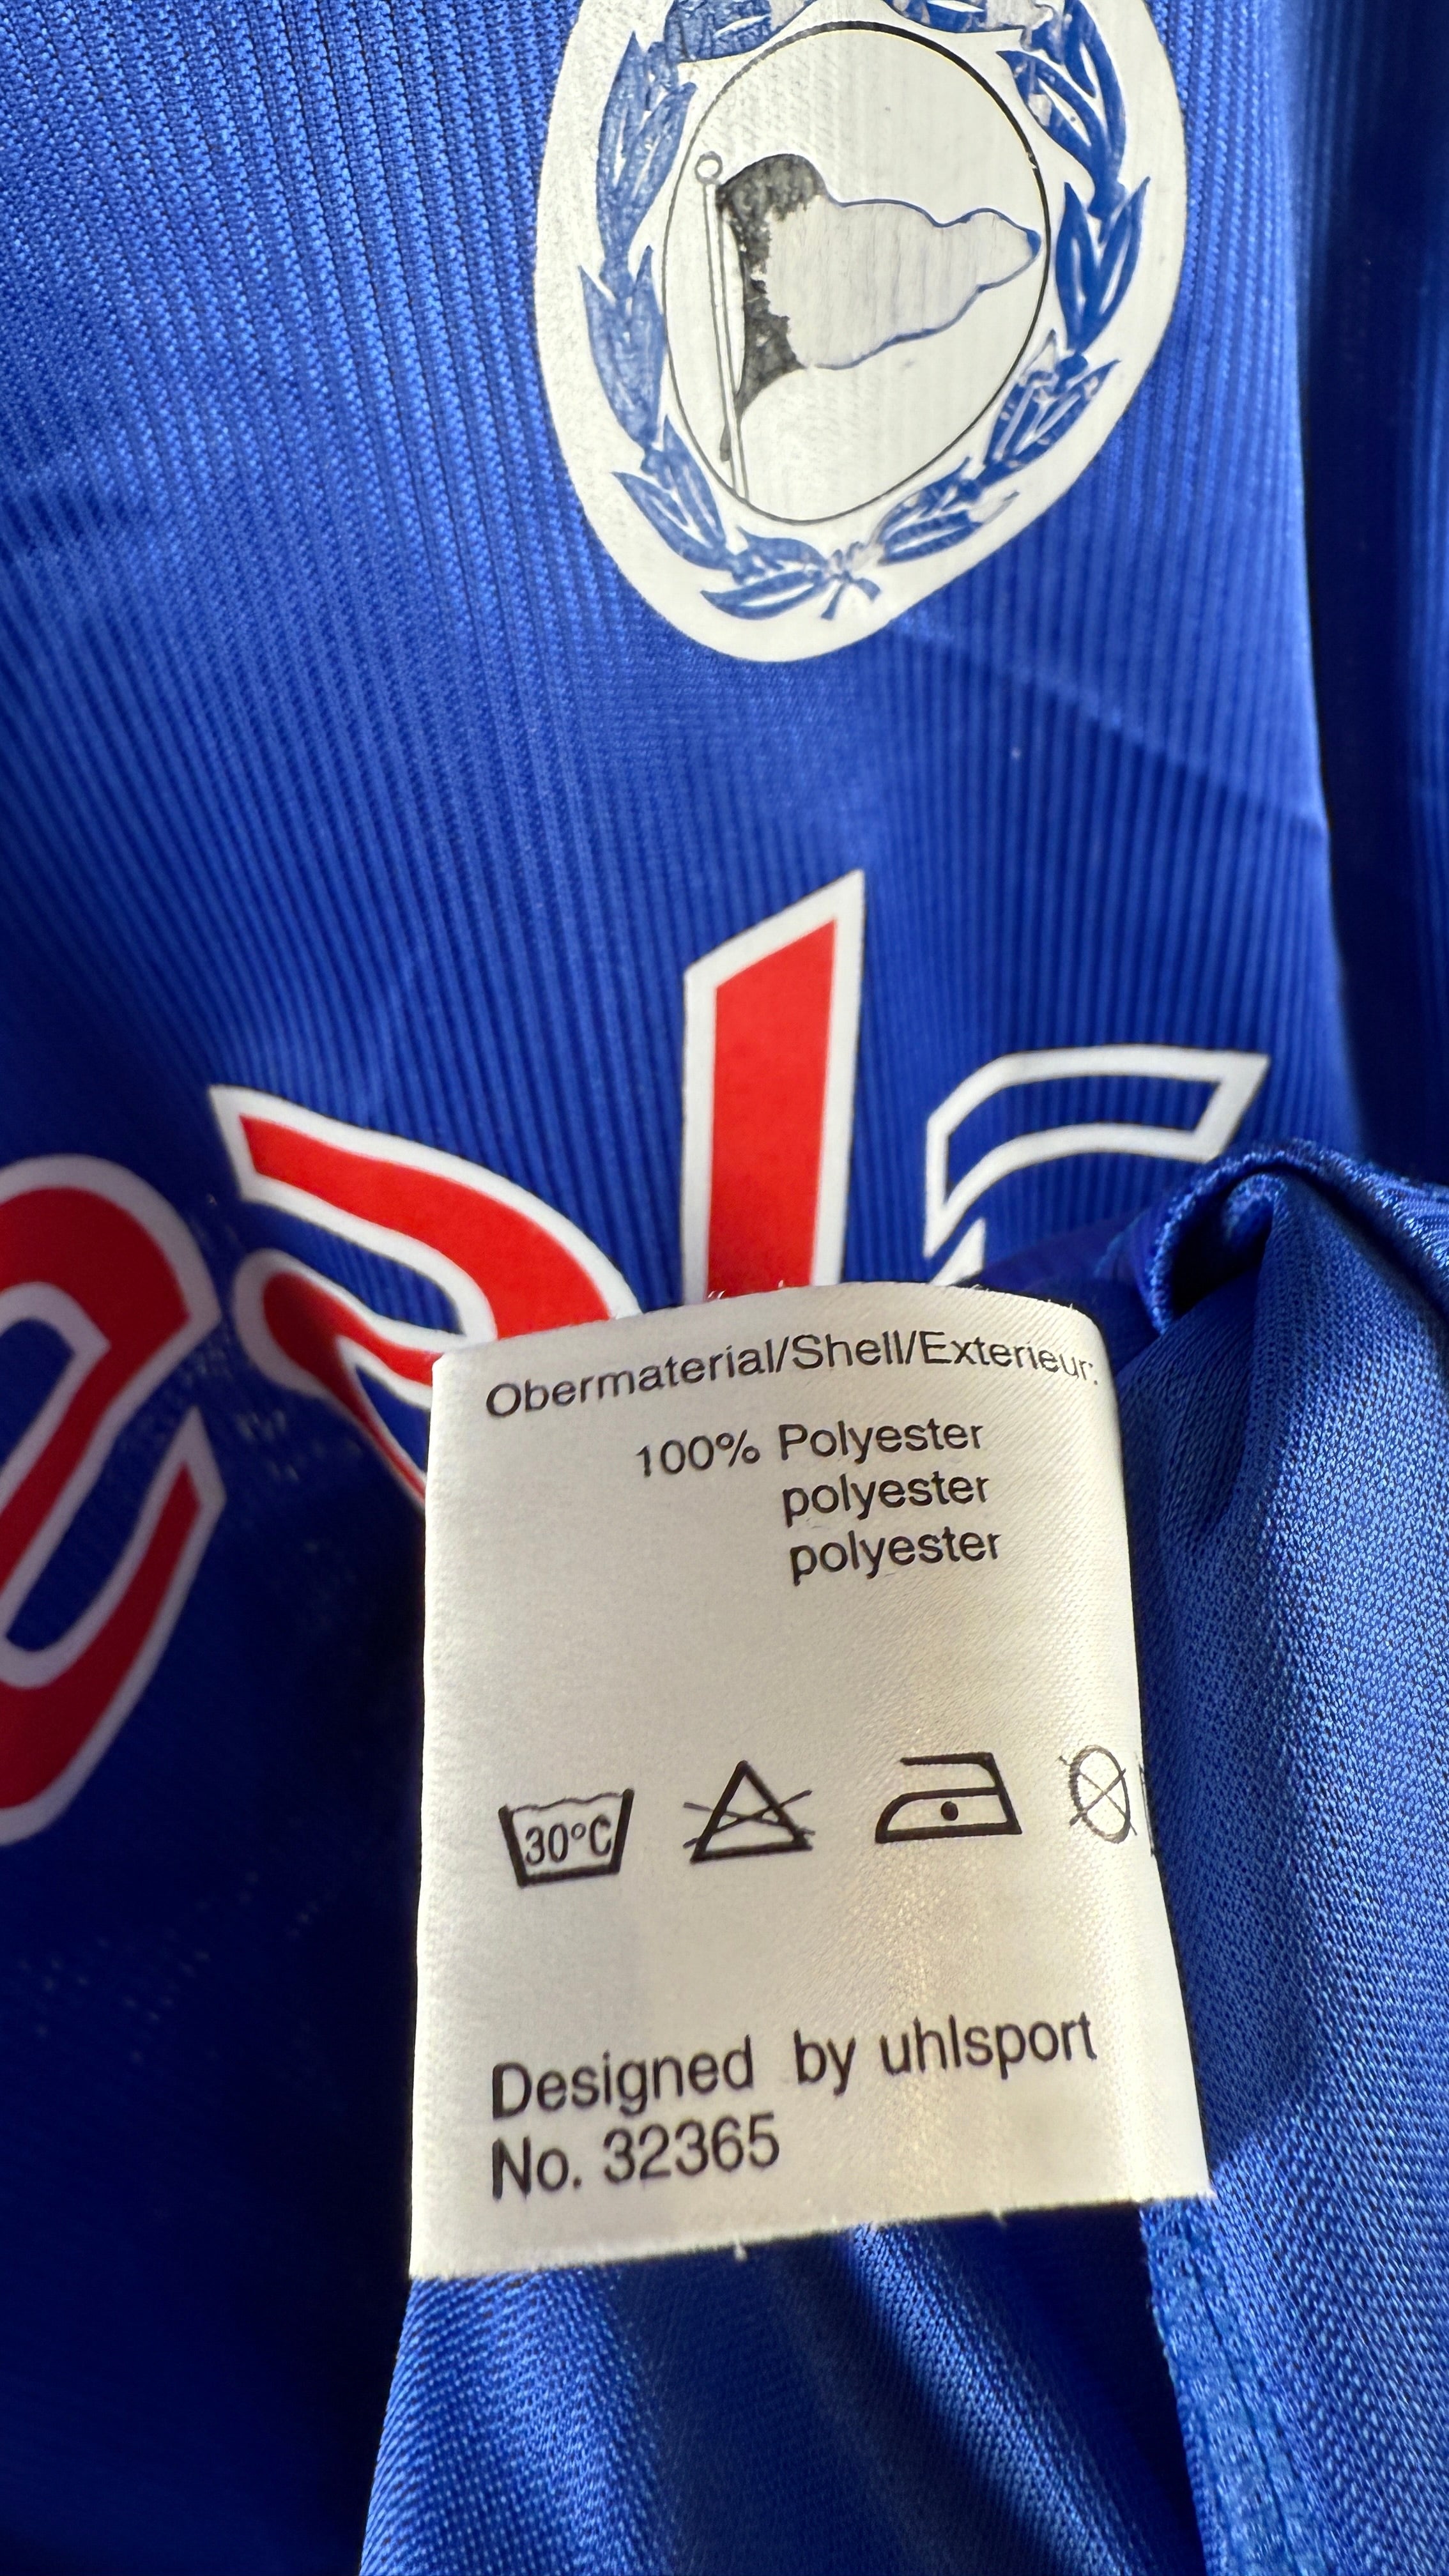 Obermaterial/Shell/Exterieur:
100% Polyester
polyester
polyester
30°C
Designed by uhlsport
No. 32365